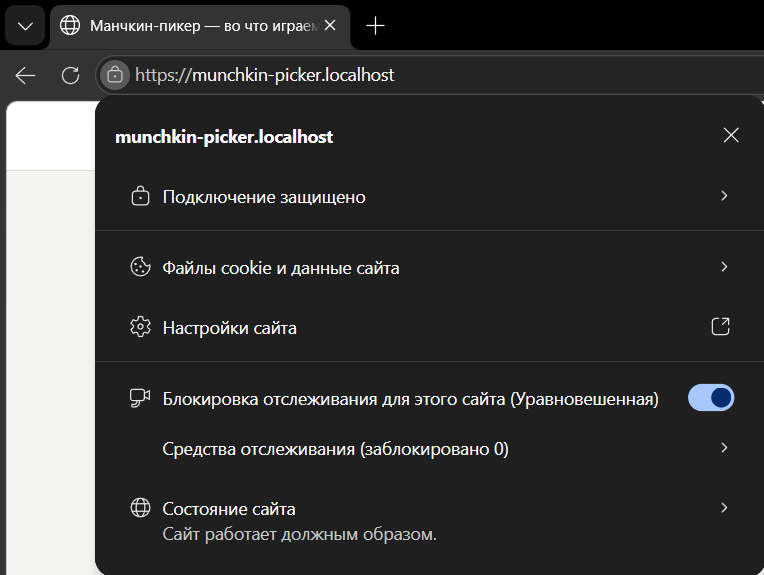 Манчкин-пикер — во что играем
https://munchkin-picker.localhost
munchkin-picker.localhost
Подключение защищено
Файлы cookie и данные сайта
Настройки сайта
Блокировка отслеживания для этого сайта (Уравновешенная)
Средства отслеживания (заблокировано 0)
Состояние сайта
Сайт работает должным образом.